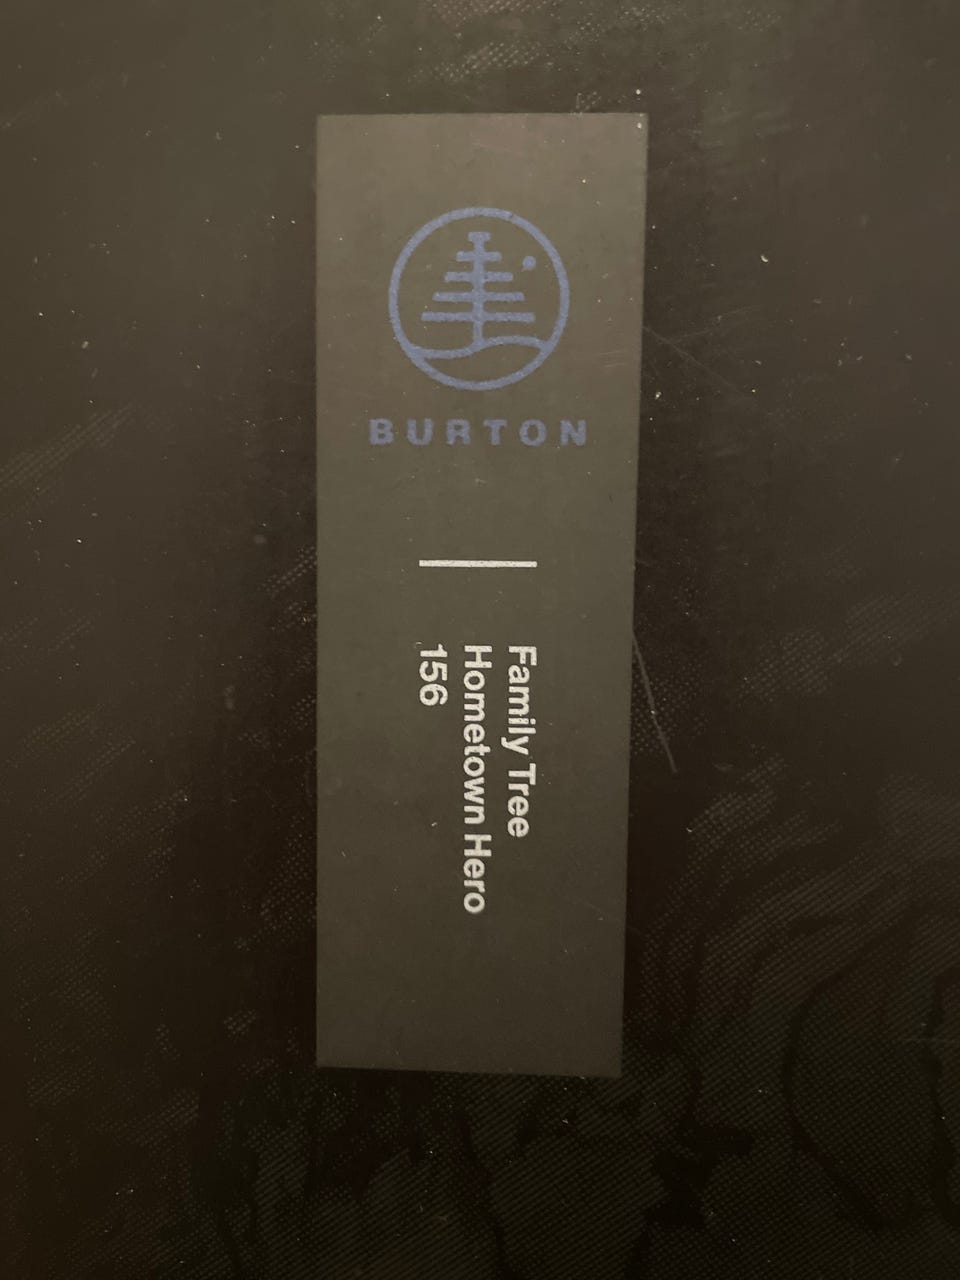 BURTON
Family Tree
Hometown Hero
156